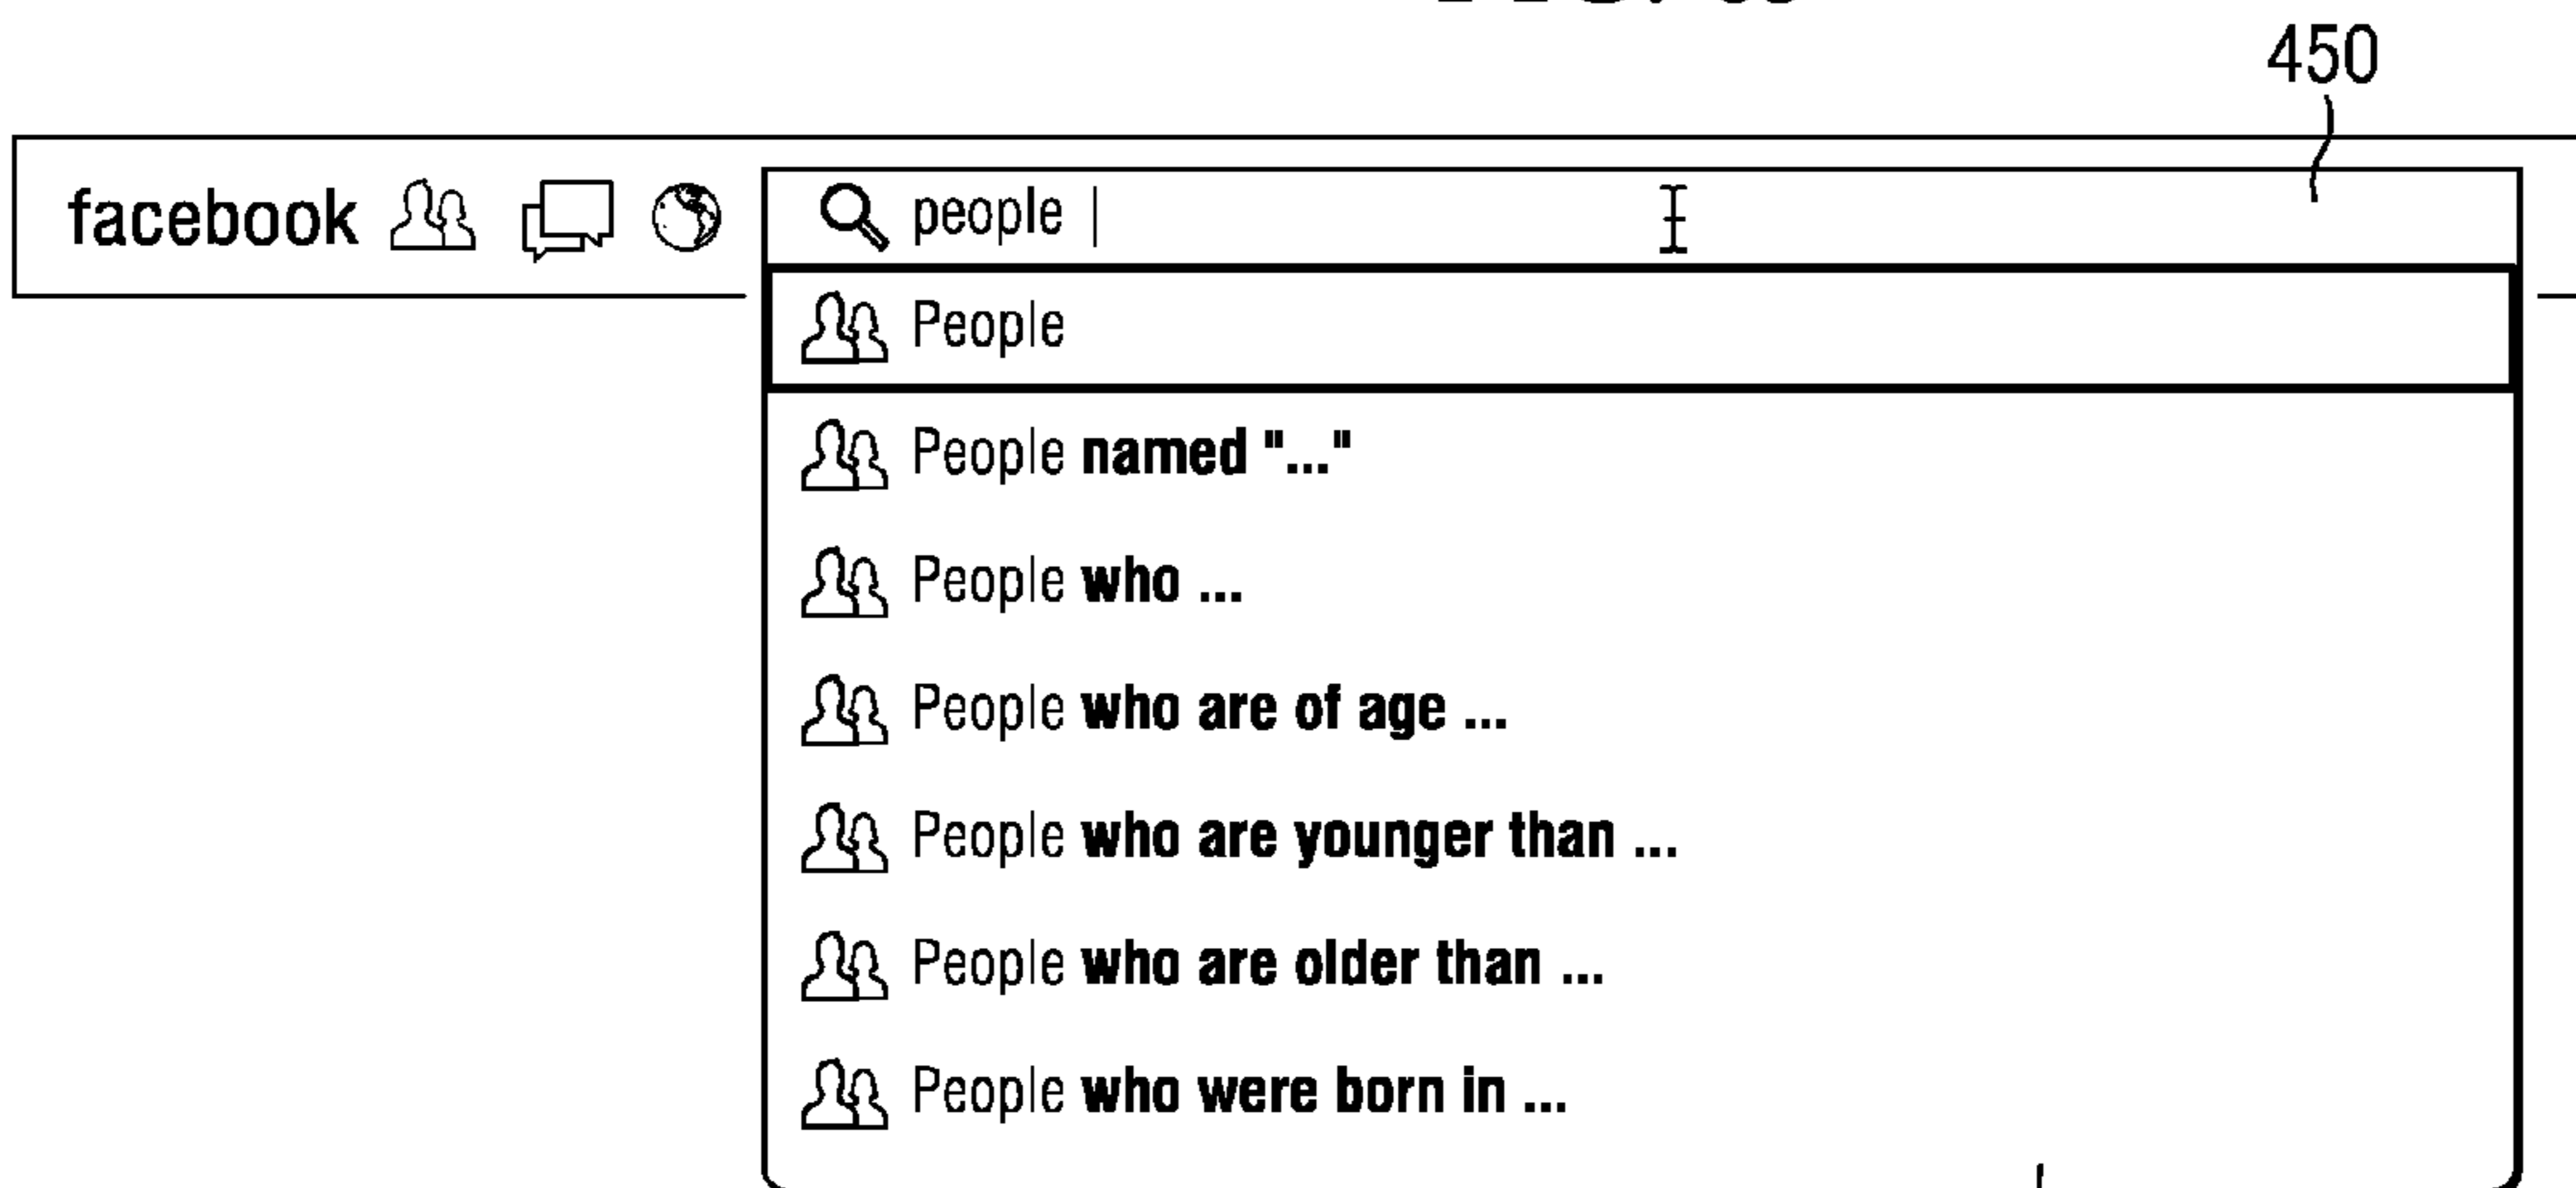 450
facebook people
People
People named "..."
People who ...
People who are of age ...
People who are younger than ...
People who are older than ...
People who were born in ...